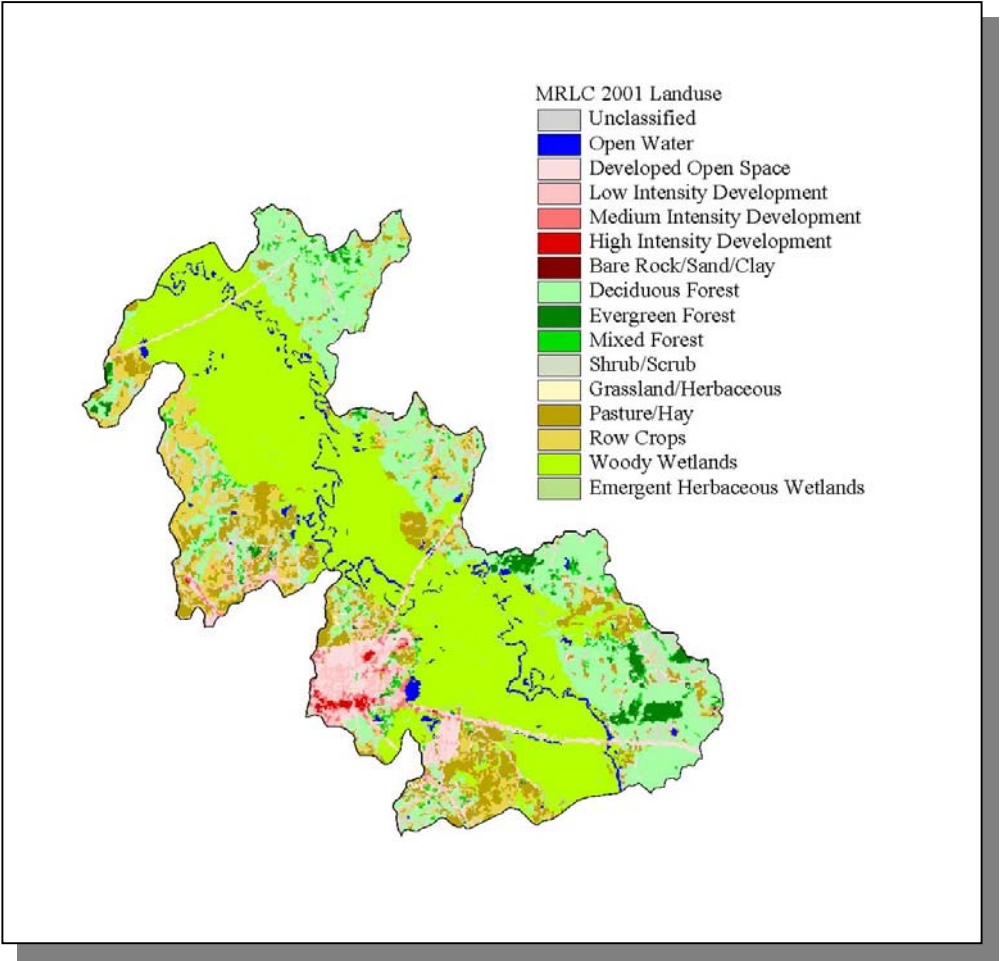 MRLC 2001 Landuse
Unclassified
Open Water
Developed Open Space
Low Intensity Development
Medium Intensity Development
High Intensity Development
Bare Rock/Sand/Clay
Deciduous Forest
Evergreen Forest
Mixed Forest
Shrub/Scrub
Grassland/Herbaceous
Pasture/Hay
Row Crops
Woody Wetlands
Emergent Herbaceous Wetlands